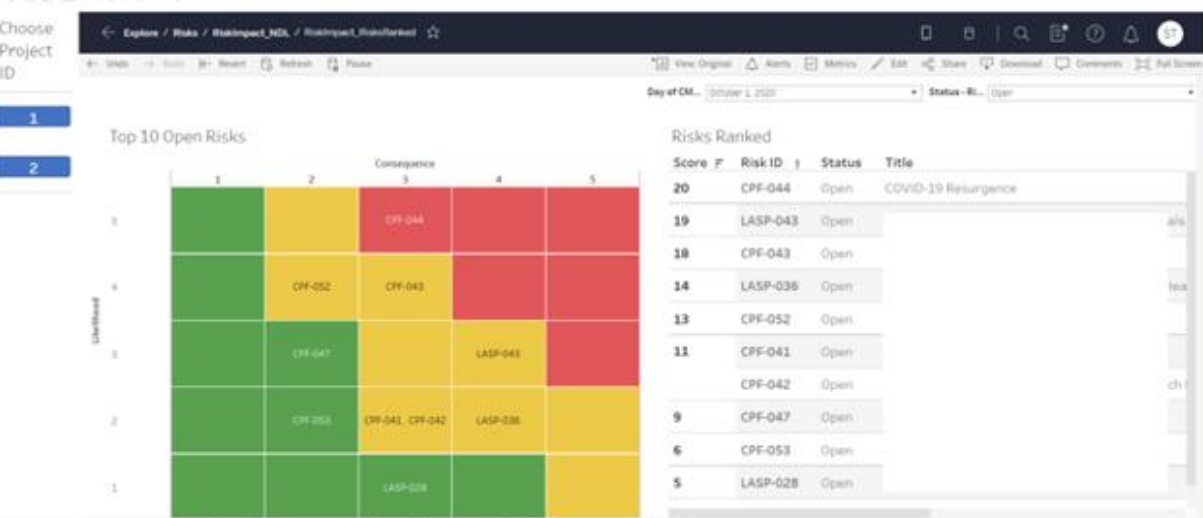 Choose
Project
ID
1
2
Explore / Risks / RiskImpact_NDL / RiskImpact_RisksRanked
ST
Undo Redo Revert Refresh Pause
View Original Alerts Metrics Edit Share Download Comments Full Screen
Day of CM... October 1, 2020 Status - Ri... Open
Top 10 Open Risks
Consequence
1 2 3 4 5
Likelihood
5 CPF-044
4 CPF-052 CPF-043
3 CPF-047 LASP-043
2 CPF-053 CPF-041, CPF-042 LASP-036
1 LASP-028
Risks Ranked
Score Risk ID Status Title
20 CPF-044 Open COVID-19 Resurgence
19 LASP-043 Open als
18 CPF-043 Open
14 LASP-036 Open tea
13 CPF-052 Open
11 CPF-041 Open
CPF-042 Open ch
9 CPF-047 Open
6 CPF-053 Open
5 LASP-028 Open